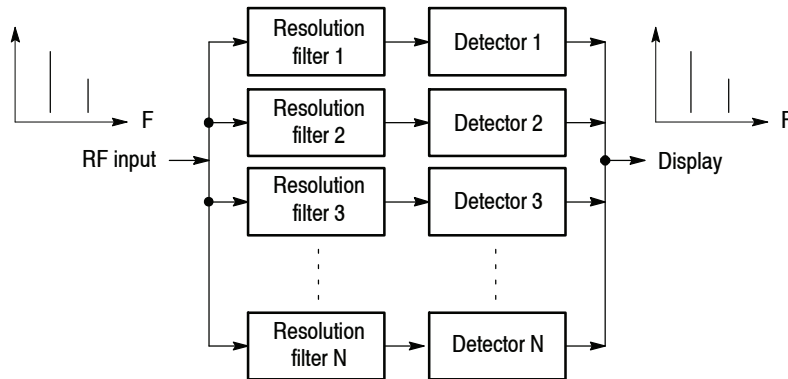 Resolution
filter 1
Detector 1
F
F
Resolution
filter 2
Detector 2
RF input
Display
Resolution
filter 3
Detector 3
Resolution
filter N
Detector N